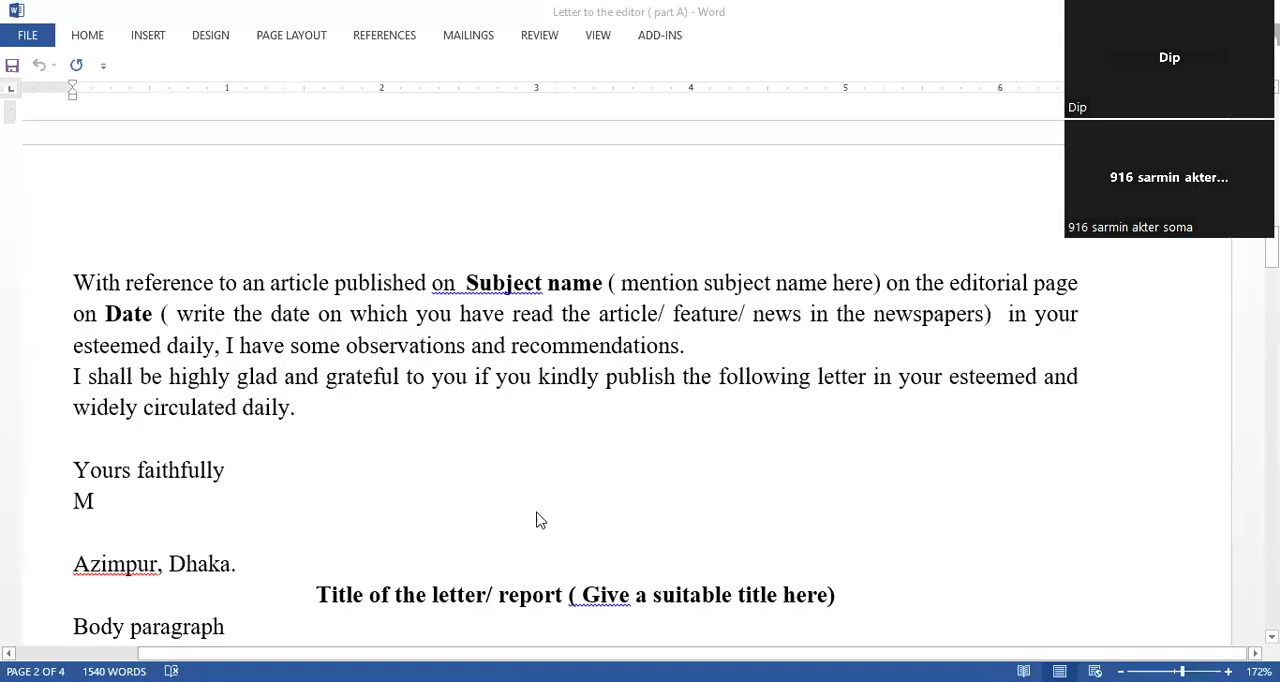 Letter to the editor ( part A) - Word
FILE HOME INSERT DESIGN PAGE LAYOUT REFERENCES MAILINGS REVIEW VIEW ADD-INS
Dip
Dip
916 sarmin akter...
916 sarmin akter soma
1 2 3 4 5 6
With reference to an article published on Subject name ( mention subject name here) on the editorial page
on Date ( write the date on which you have read the article/ feature/ news in the newspapers) in your
esteemed daily, I have some observations and recommendations.
I shall be highly glad and grateful to you if you kindly publish the following letter in your esteemed and
widely circulated daily.
Yours faithfully
M
Azimpur, Dhaka.
Title of the letter/ report ( Give a suitable title here)
Body paragraph
PAGE 2 OF 4 1540 WORDS 172%